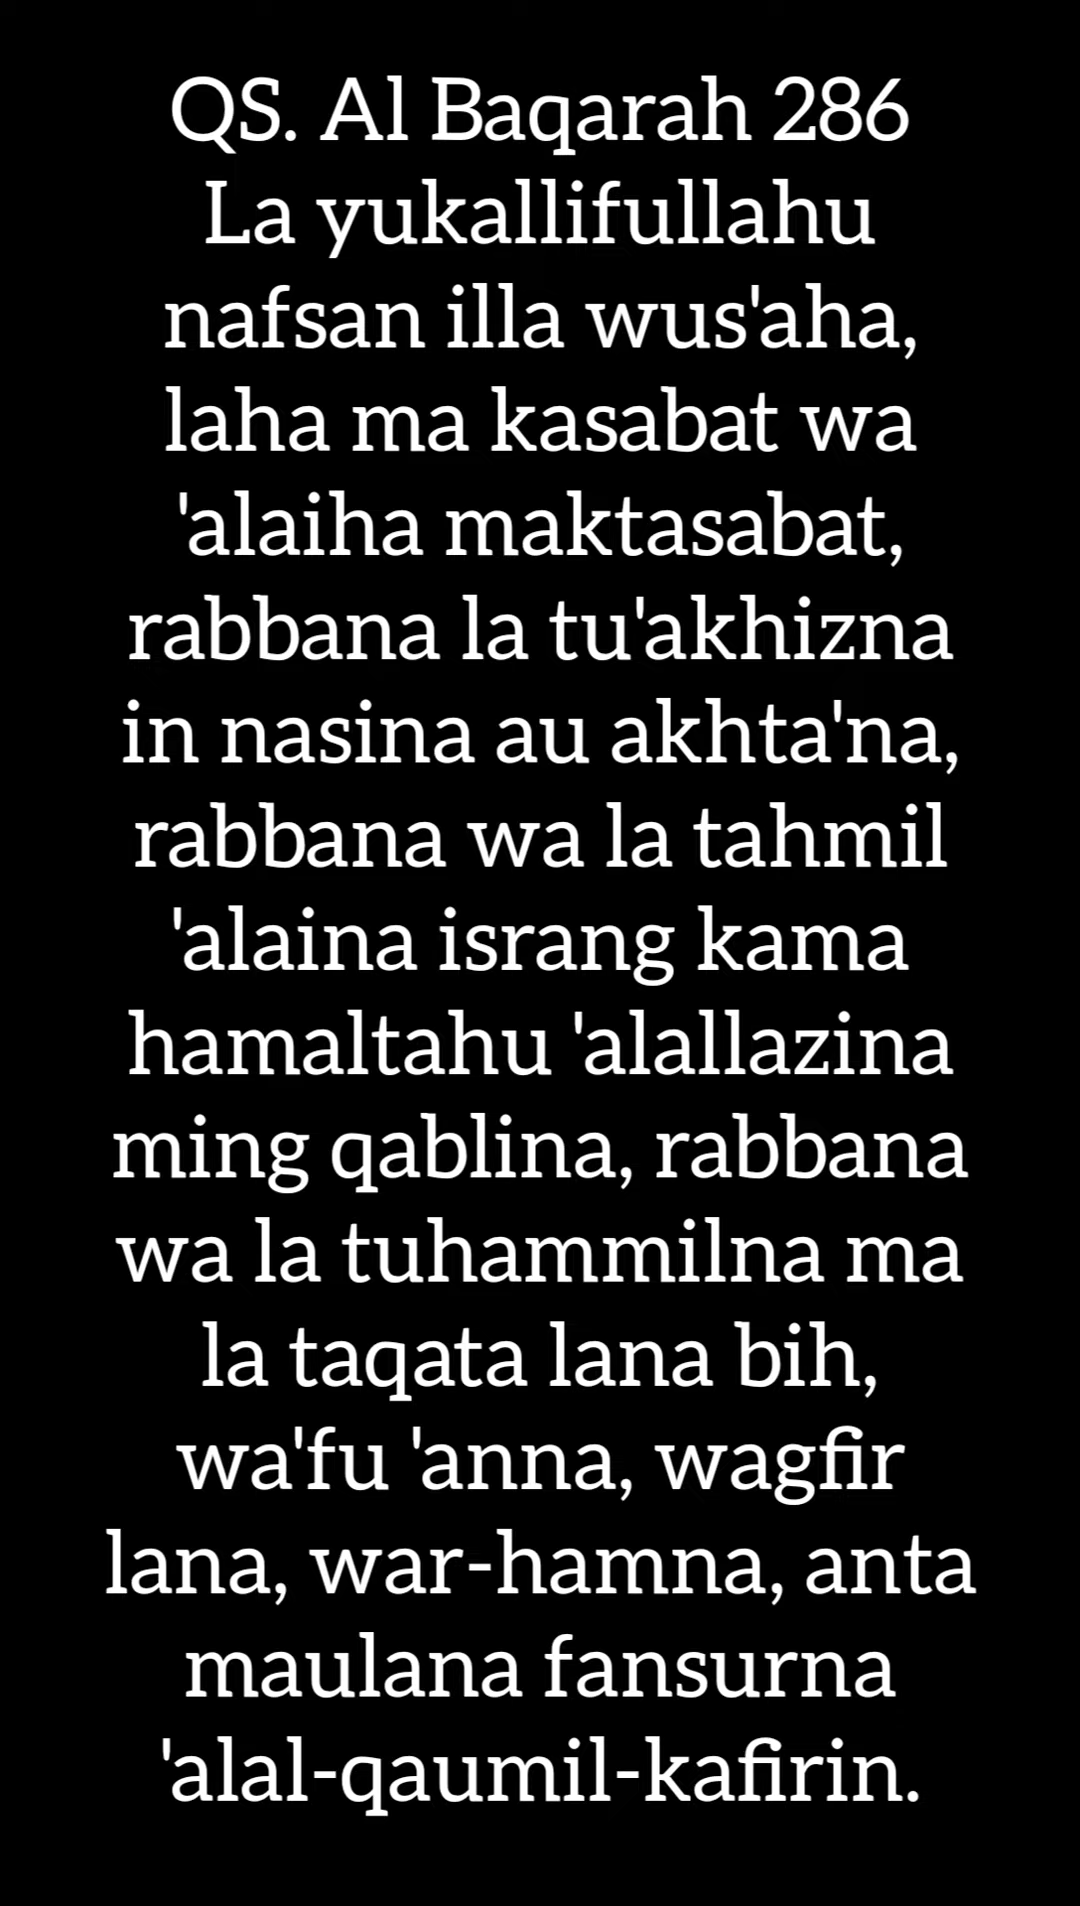 QS. Al Baqarah 286
La yukallifullahu
nafsan illa wus'aha,
laha ma kasabat wa
'alaiha maktasabat,
rabbana la tu'akhizna
in nasina au akhta'na,
rabbana wa la tahmil
'alaina israng kama
hamaltahu 'alallazina
ming qablina, rabbana
wa la tuhammilna ma
la taqata lana bih,
wa'fu 'anna, wagfir
lana, war-hamna, anta
maulana fansurna
'alal-qaumil-kafirin.